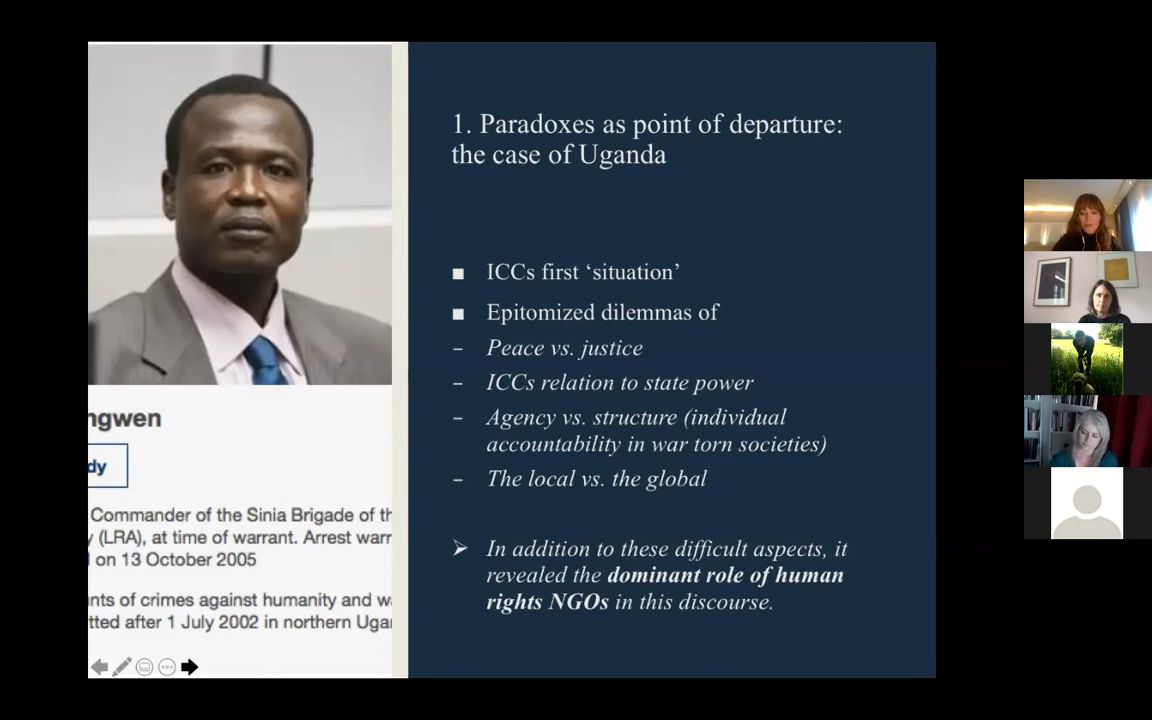 1. Paradoxes as point of departure:
the case of Uganda
■ ICCs first ‘situation’
■ Epitomized dilemmas of
– Peace vs. justice
– ICCs relation to state power
– Agency vs. structure (individual
accountability in war torn societies)
– The local vs. the global
➢ In addition to these difficult aspects, it
revealed the dominant role of human
rights NGOs in this discourse.
ngwen
dy
Commander of the Sinia Brigade of th
y (LRA), at time of warrant. Arrest warr
on 13 October 2005
nts of crimes against humanity and w
tted after 1 July 2002 in northern Uga